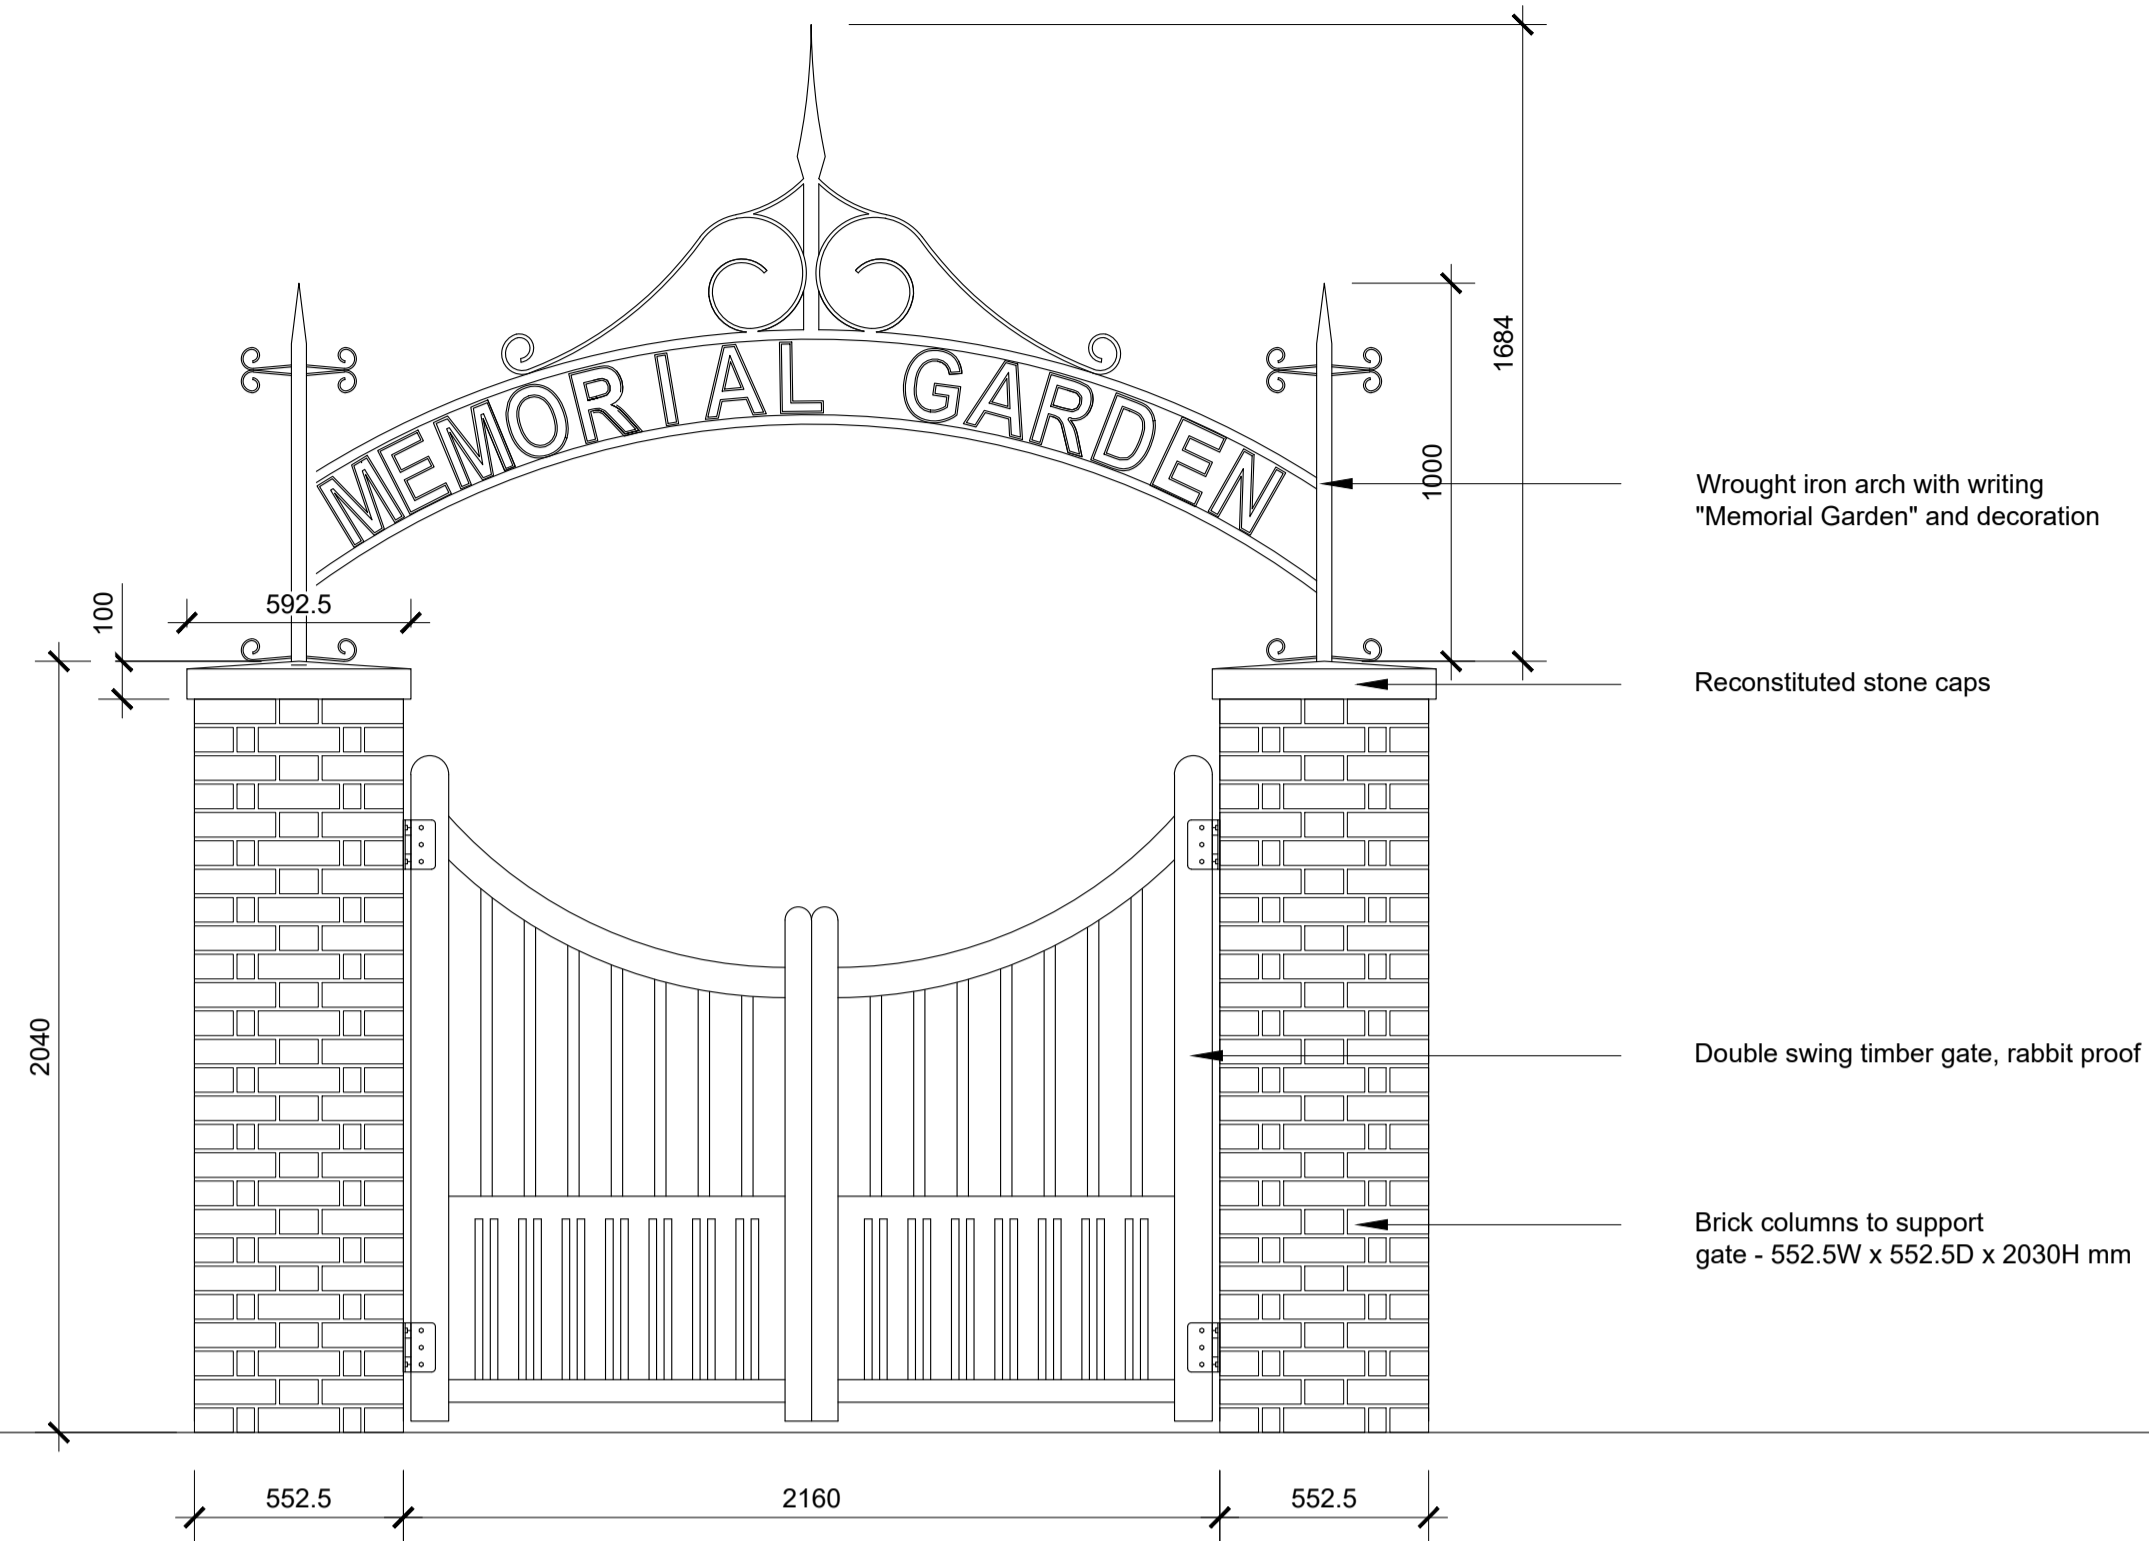 MEMORIAL GARDEN
1684
1000
Wrought iron arch with writing
"Memorial Garden" and decoration
592.5
100
Reconstituted stone caps
2040
Double swing timber gate, rabbit proof
Brick columns to support
gate - 552.5W x 552.5D x 2030H mm
552.5
2160
552.5